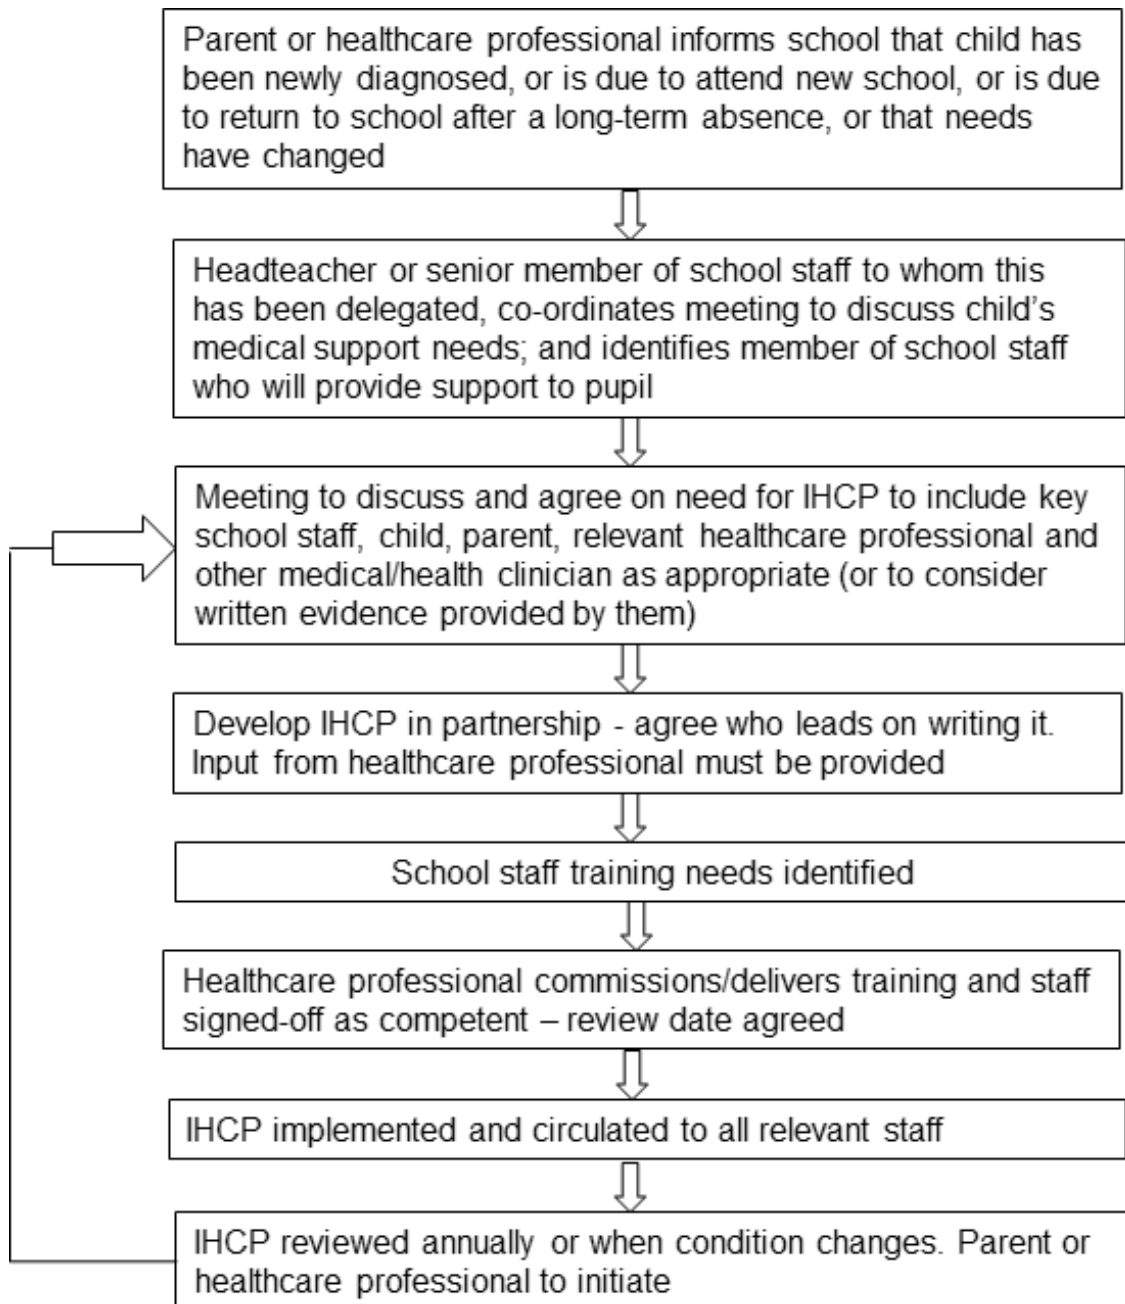 Parent or healthcare professional informs school that child has
been newly diagnosed, or is due to attend new school, or is due
to return to school after a long-term absence, or that needs
have changed
Headteacher or senior member of school staff to whom this
has been delegated, co-ordinates meeting to discuss child's
medical support needs; and identifies member of school staff
who will provide support to pupil
Meeting to discuss and agree on need for IHCP to include key
school staff, child, parent, relevant healthcare professional and
other medical/health clinician as appropriate (or to consider
written evidence provided by them)
Develop IHCP in partnership - agree who leads on writing it.
Input from healthcare professional must be provided
School staff training needs identified
Healthcare professional commissions/delivers training and staff
signed-off as competent – review date agreed
IHCP implemented and circulated to all relevant staff
IHCP reviewed annually or when condition changes. Parent or
healthcare professional to initiate